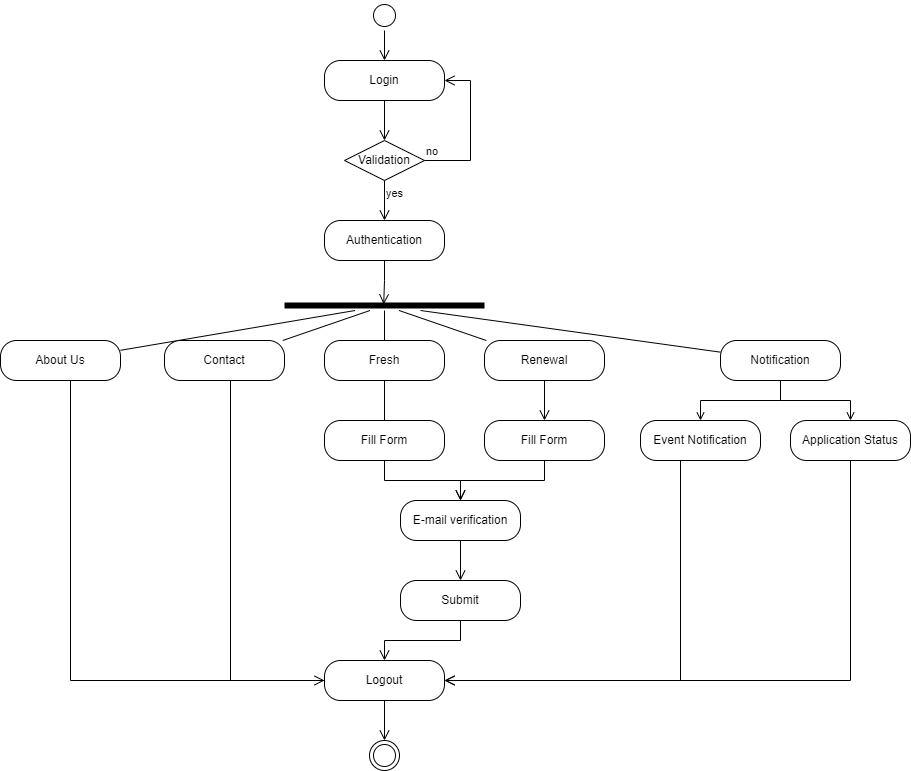 Login
Validation
no
yes
Authentication
About Us
Contact
Fresh
Renewal
Notification
Fill Form
Fill Form
Event Notification
Application Status
E-mail verification
Submit
Logout